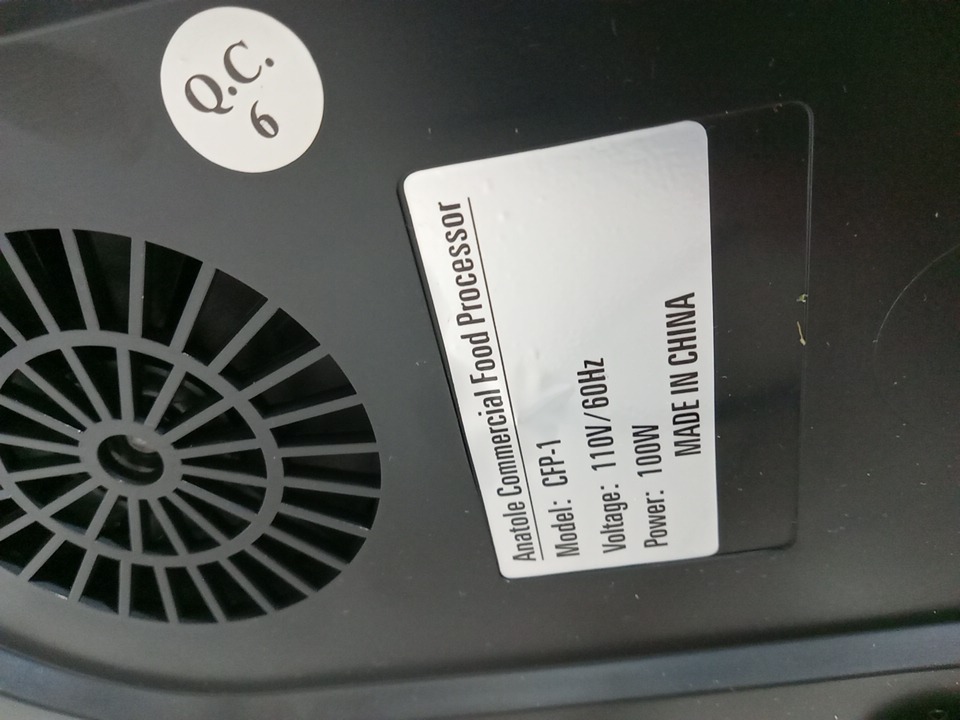 Q.C.
6
Anatole Commercial Food Processor
Model: CFP-1
Voltage: 110V/60Hz
Power: 100W
MADE IN CHINA